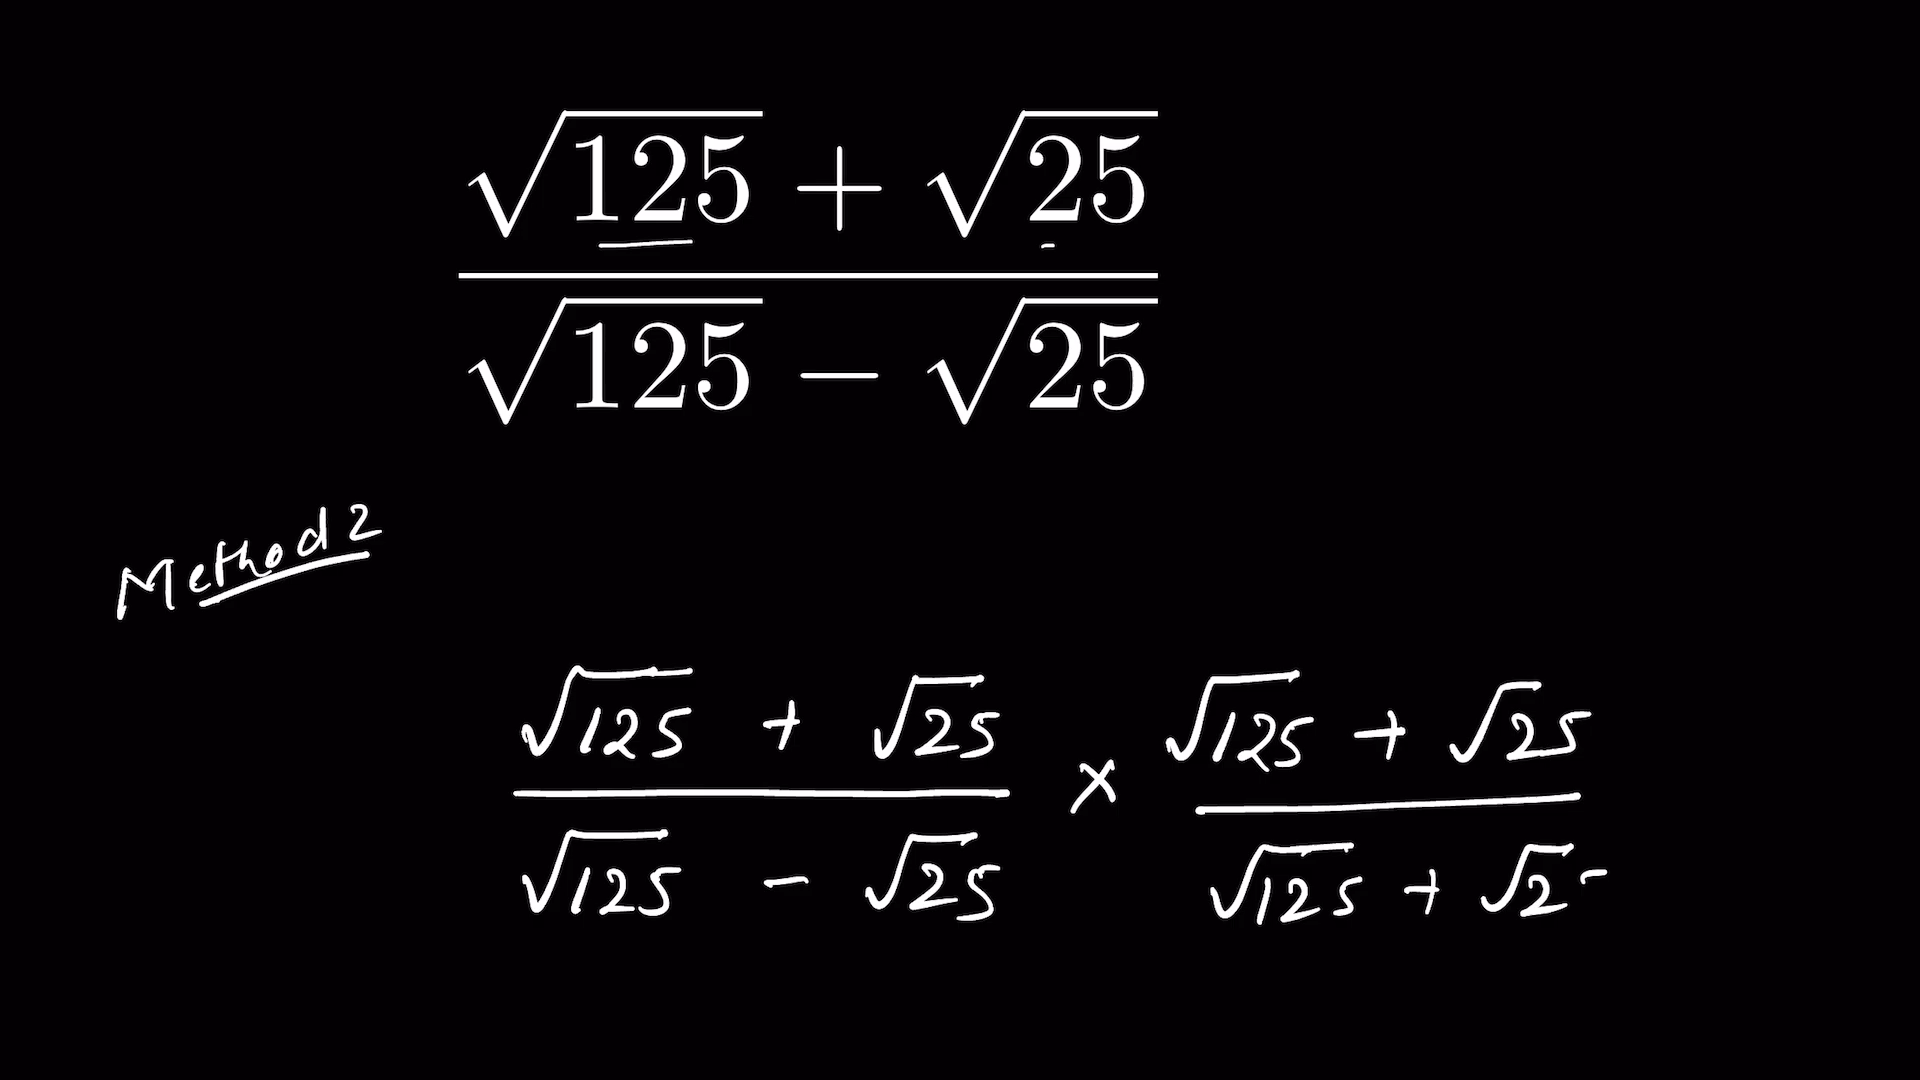 √125 + √25
√125 − √25
Method 2
√125 + √25 × √125 + √25
√125 - √25 √125 + √2